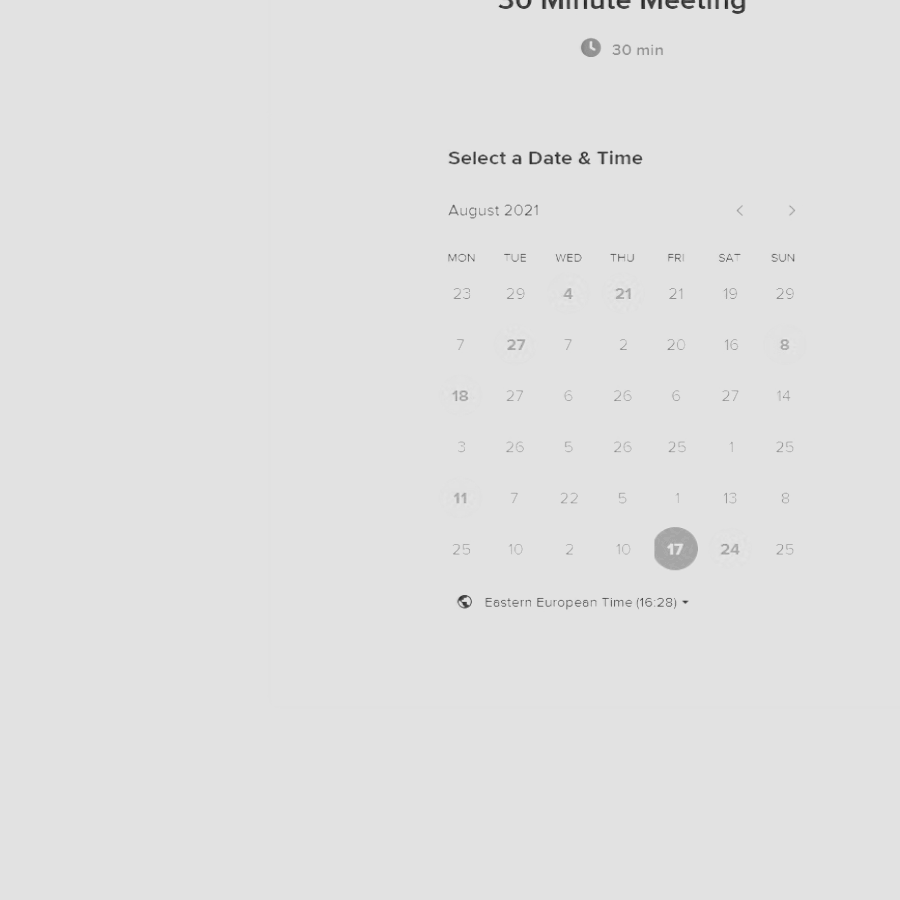 30 Minute Meeting
30 min
Select a Date & Time
August 2021
MON TUE WED THU FRI SAT SUN
23 29 4 21 21 19 29
7 27 7 2 20 16 8
18 27 6 26 6 27 14
3 26 5 26 25 1 25
11 7 22 5 1 13 8
25 10 2 10 17 24 25
Eastern European Time (16:28)